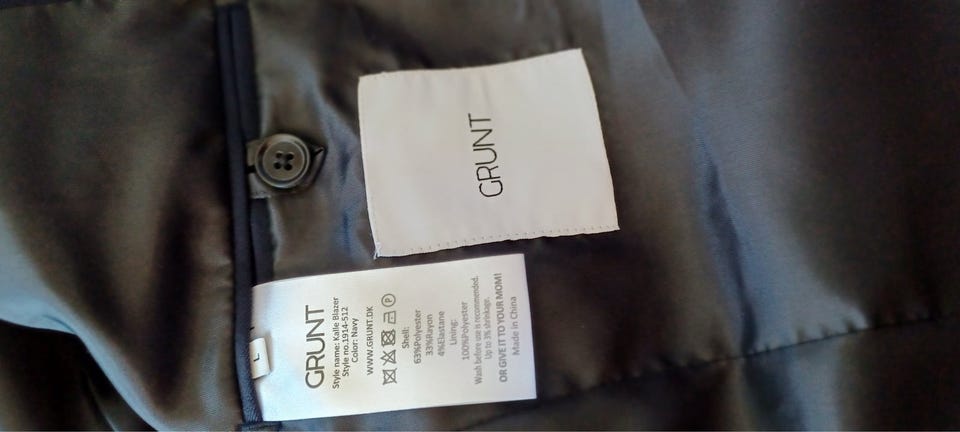 GRUNT
L
GRUNT
Style name: Kalle Blazer
Style no.1914-512
Color: Navy
WWW.GRUNT.DK
P
Shell:
63%Polyester
33%Rayon
4%Elastane
Lining:
100%Polyester
Wash before use is recommended.
Up to 3% shrinkage.
OR GIVE IT TO YOUR MOM!
Made in China